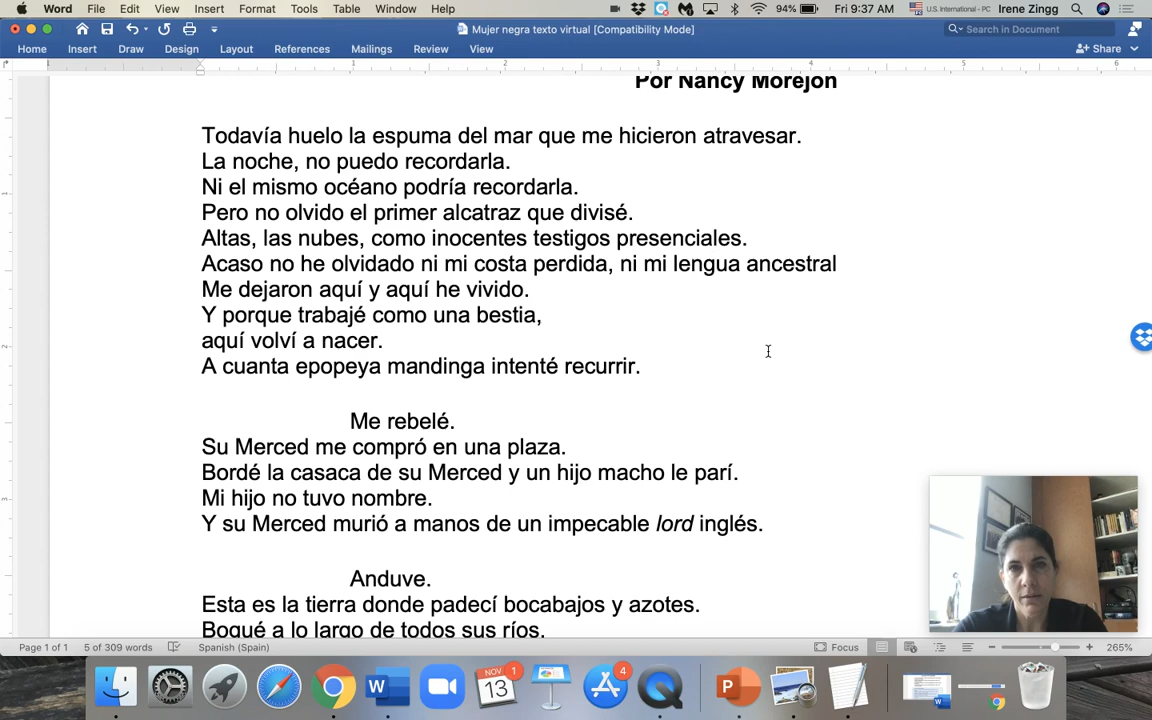 Word File Edit View Insert Format Tools Table Window Help 94% Fri 9:37 AM U.S. International - PC Irene Zingg
Mujer negra texto virtual [Compatibility Mode] Search in Document
Home Insert Draw Design Layout References Mailings Review View Share
1 1 2 3 4 5 6
Por Nancy Morejón
Todavía huelo la espuma del mar que me hicieron atravesar.
La noche, no puedo recordarla.
Ni el mismo océano podría recordarla.
Pero no olvido el primer alcatraz que divisé.
Altas, las nubes, como inocentes testigos presenciales.
Acaso no he olvidado ni mi costa perdida, ni mi lengua ancestral
Me dejaron aquí y aquí he vivido.
Y porque trabajé como una bestia,
aquí volví a nacer.
A cuanta epopeya mandinga intenté recurrir.
Me rebelé.
Su Merced me compró en una plaza.
Bordé la casaca de su Merced y un hijo macho le parí.
Mi hijo no tuvo nombre.
Y su Merced murió a manos de un impecable lord inglés.
Anduve.
Esta es la tierra donde padecí bocabajos y azotes.
Bogué a lo largo de todos sus ríos.
Page 1 of 1 5 of 309 words Spanish (Spain) Focus 265%
NOV
13
1
4